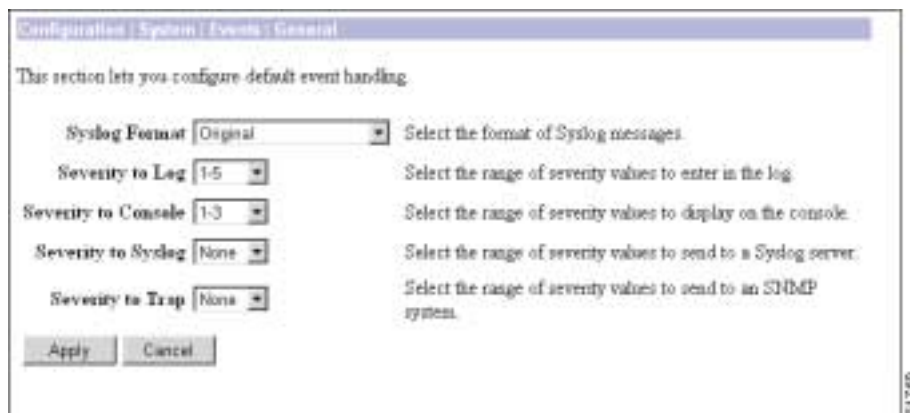 Configuration | System | Events | General
This section lets you configure default event handling.
Syslog Format Original Select the format of Syslog messages.
Severity to Log 1-5 Select the range of severity values to enter in the log.
Severity to Console 1-3 Select the range of severity values to display on the console.
Severity to Syslog None Select the range of severity values to send to a Syslog server.
Severity to Trap None Select the range of severity values to send to an SNMP
system.
Apply Cancel